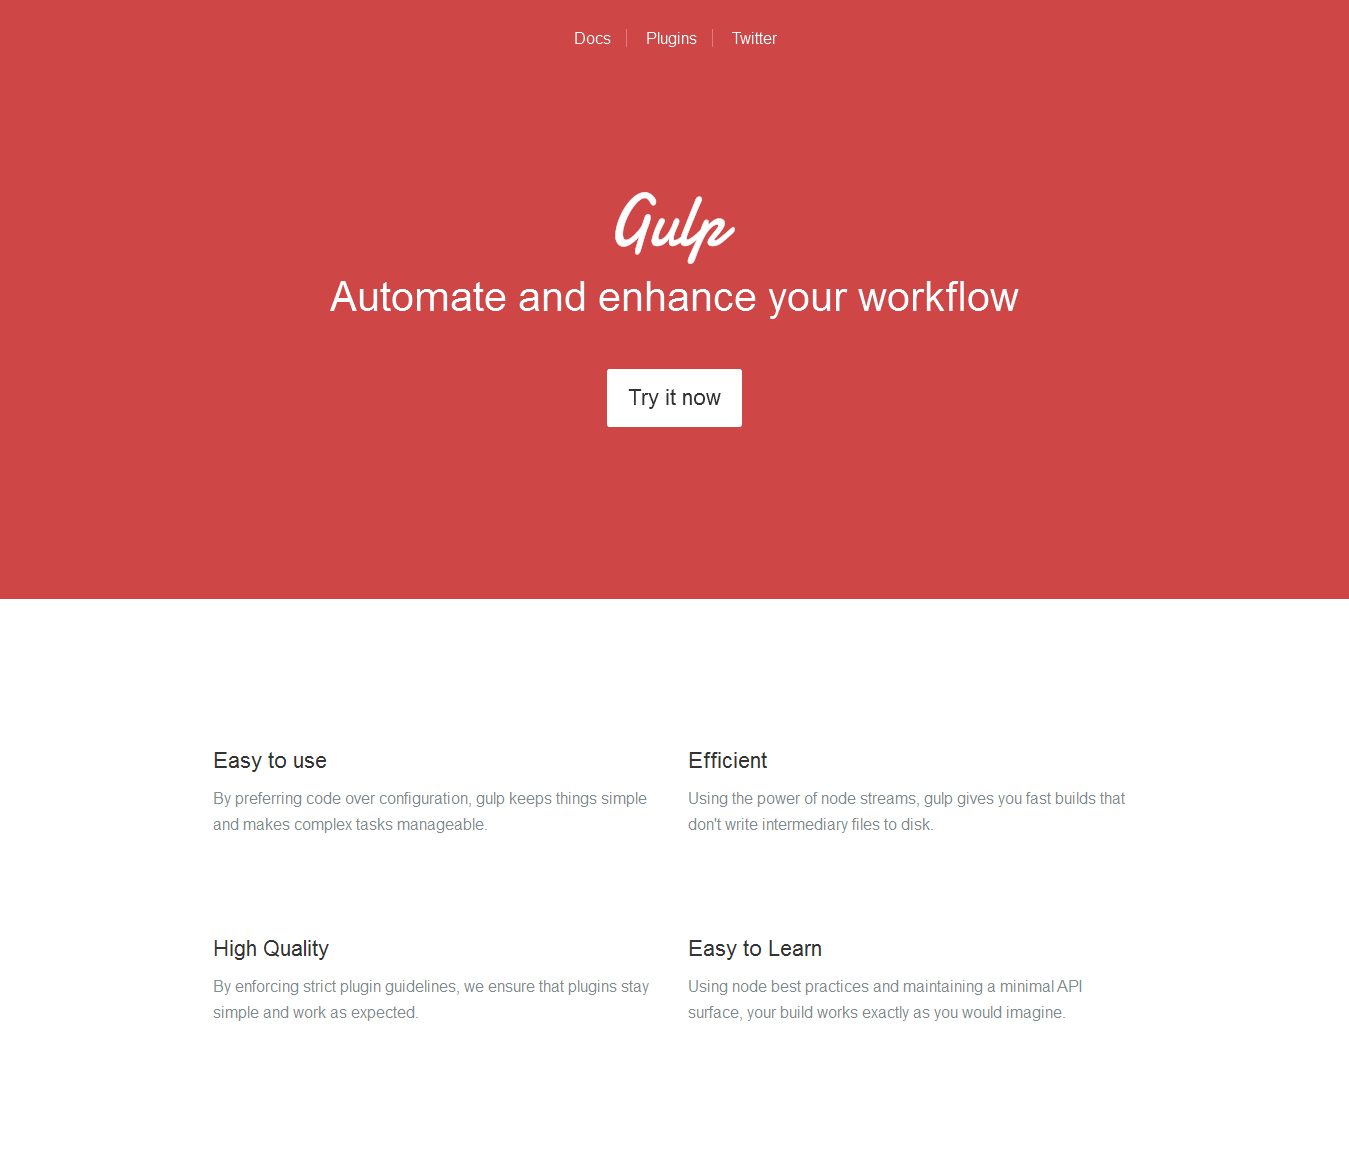 Docs Plugins Twitter
Gulp
Automate and enhance your workflow
Try it now
Easy to use
By preferring code over configuration, gulp keeps things simple
and makes complex tasks manageable.
Efficient
Using the power of node streams, gulp gives you fast builds that
don't write intermediary files to disk.
High Quality
By enforcing strict plugin guidelines, we ensure that plugins stay
simple and work as expected.
Easy to Learn
Using node best practices and maintaining a minimal API
surface, your build works exactly as you would imagine.